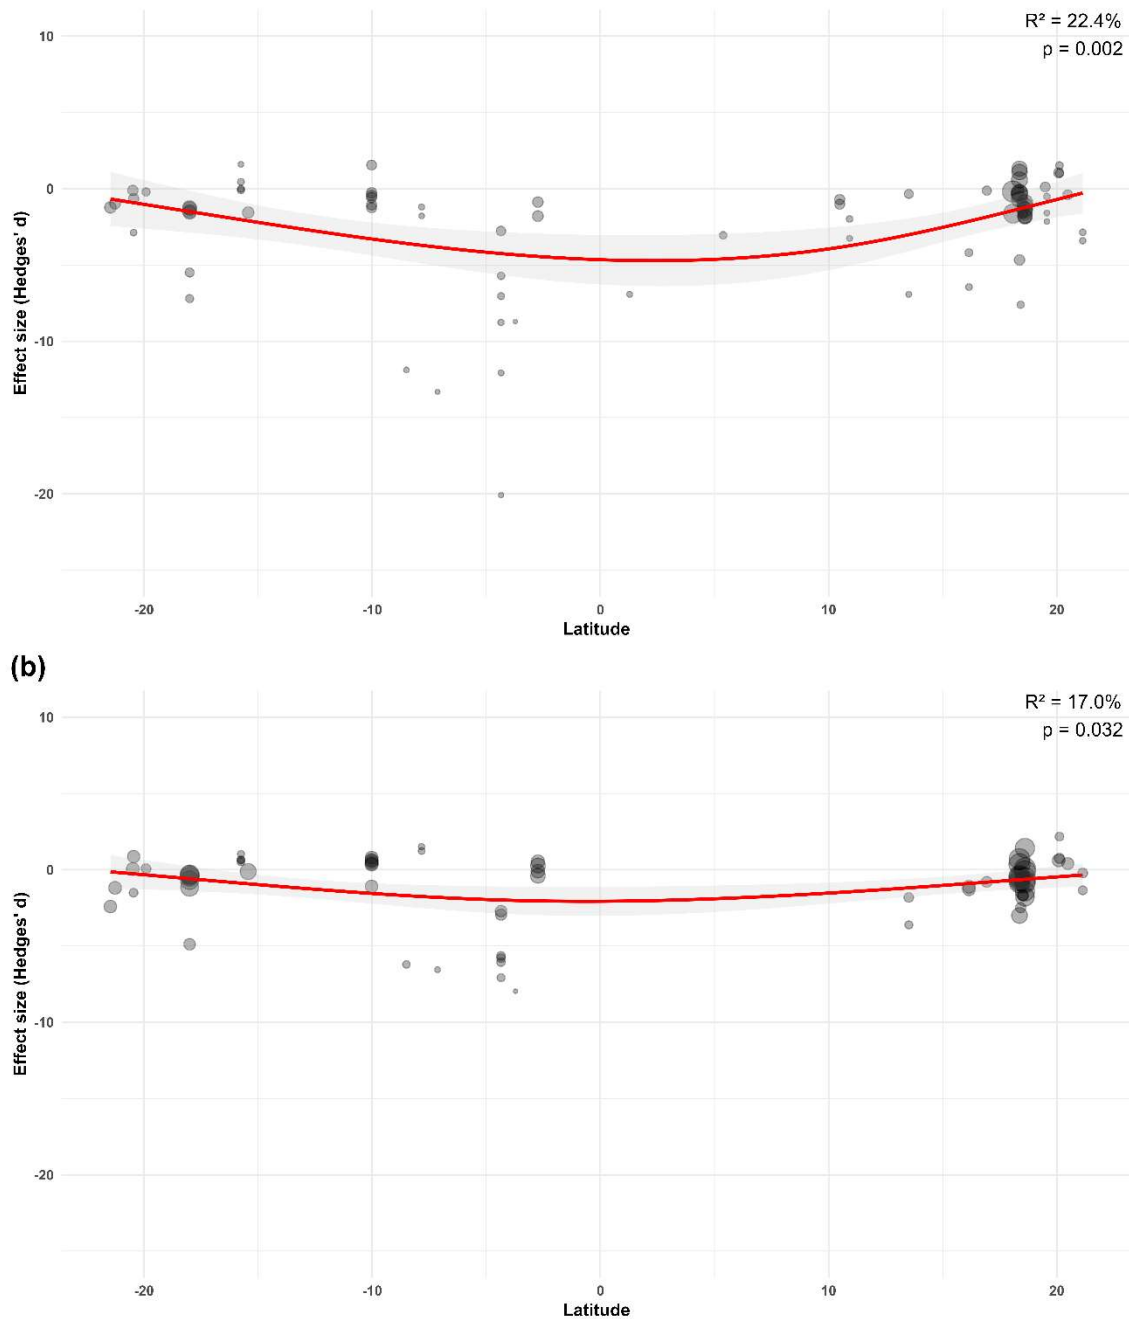 R² = 22.4%
p = 0.002
10
0
-10
-20
Effect size (Hedges' d)
-20 -10 0 10 20
Latitude
(b)
R² = 17.0%
p = 0.032
10
0
-10
-20
Effect size (Hedges' d)
-20 -10 0 10 20
Latitude